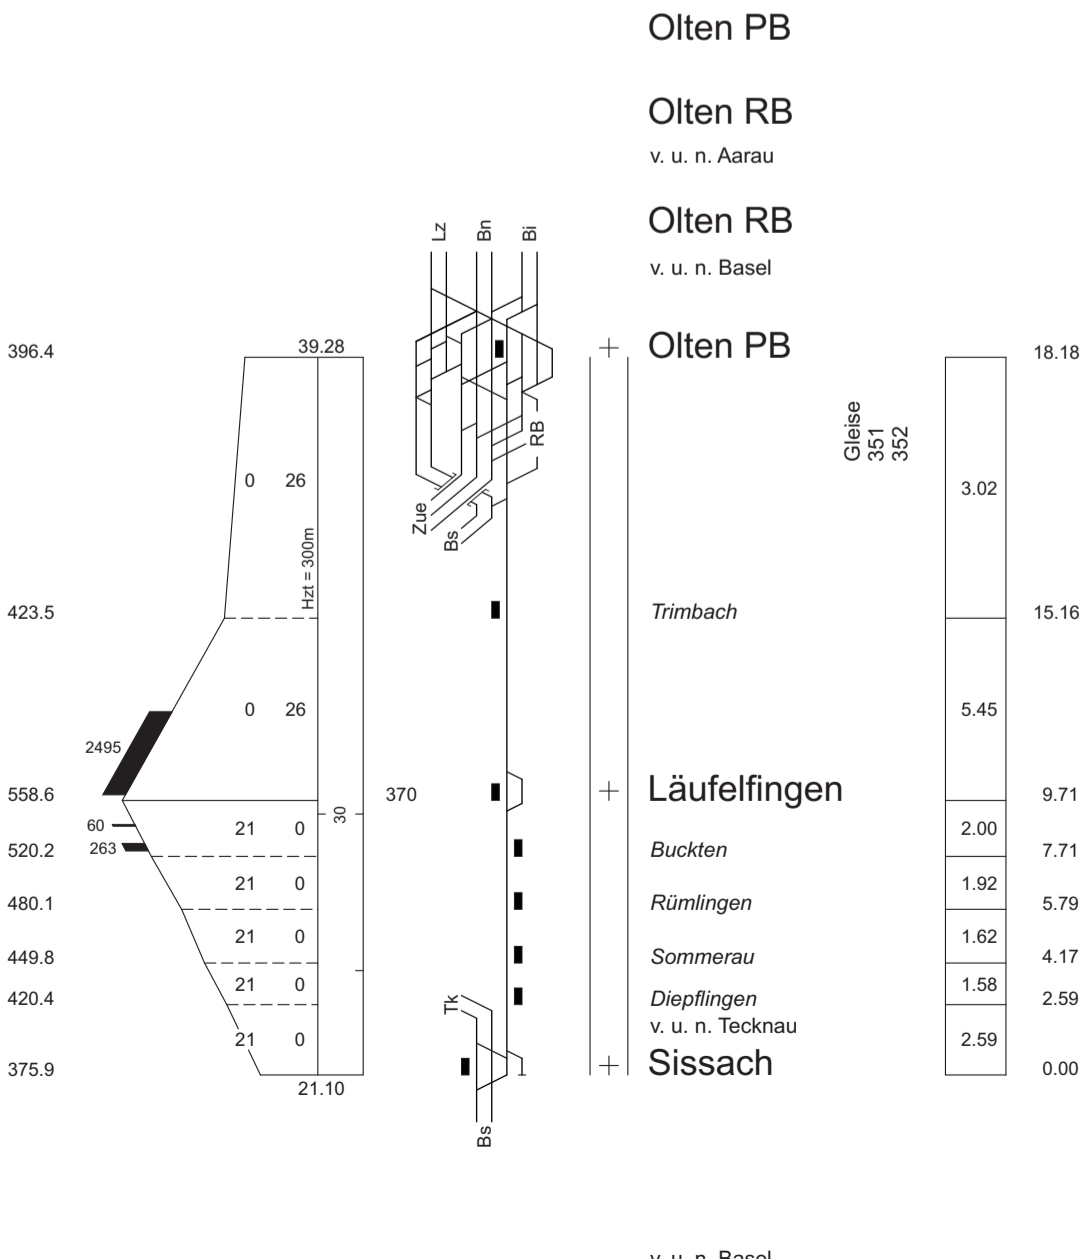 Olten PB
Olten RB
v. u. n. Aarau
Olten RB
v. u. n. Basel
Lz
Bn
Bi
396.4
39.28
Olten PB
18.18
Gleise
351
352
RB
0 26
3.02
Zue
Bs
Hzt = 300m
423.5
Trimbach
15.16
0 26
5.45
2495
558.6
370
Läufelfingen
9.71
30
60
21 0
2.00
263
520.2
Buckten
7.71
21 0
1.92
480.1
Rümlingen
5.79
21 0
1.62
449.8
Sommerau
4.17
21 0
1.58
420.4
Tk
Diepflingen
2.59
v. u. n. Tecknau
21 0
2.59
375.9
Sissach
0.00
21.10
Bs
v. u. n. Basel